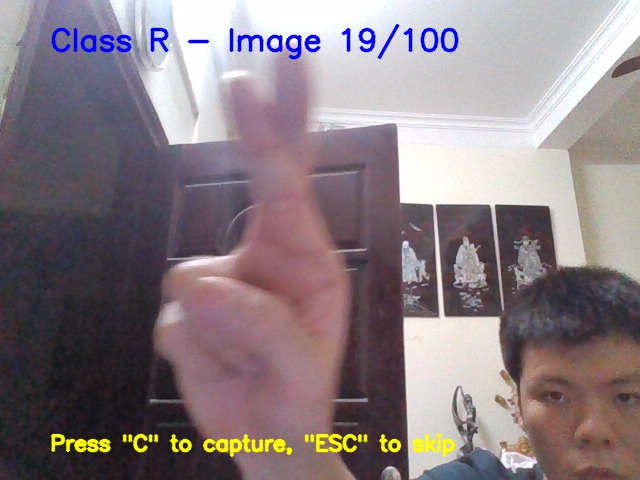 Class R - Image 19/100
Press "C" to capture, "ESC" to skip